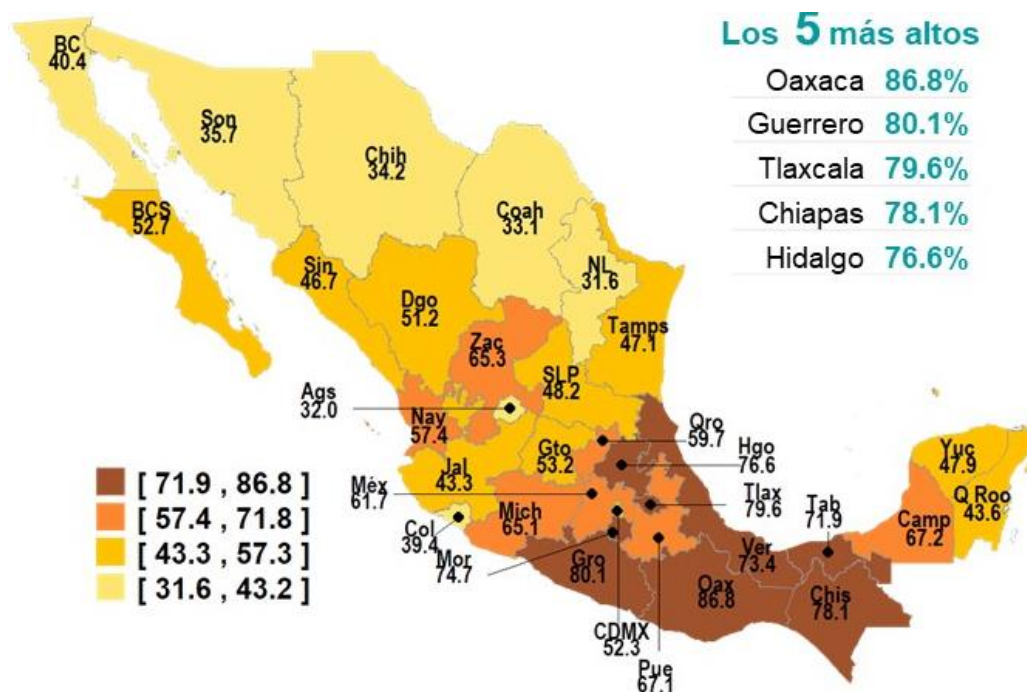 Los 5 más altos
Oaxaca 86.8%
Guerrero 80.1%
Tlaxcala 79.6%
Chiapas 78.1%
Hidalgo 76.6%
BC
40.4
Son
35.7
Chih
34.2
Coah
33.1
NL
31.6
BCS
52.7
Sin
46.7
Dgo
51.2
Zac
65.3
Tamps
47.1
SLP
48.2
Ags
32.0
Nay
57.4
Jal
43.3
Gto
53.2
Qro
59.7
Hgo
76.6
Méx
61.7
Col
39.4
Mich
65.1
Mor
74.7
Gro
80.1
CDMX
52.3
Pue
67.1
Tlax
79.6
Ver
73.4
Oax
86.8
Tab
71.9
Chis
78.1
Camp
67.2
Yuc
47.9
Q Roo
43.6
[ 71.9 , 86.8 ]
[ 57.4 , 71.8 ]
[ 43.3 , 57.3 ]
[ 31.6 , 43.2 ]